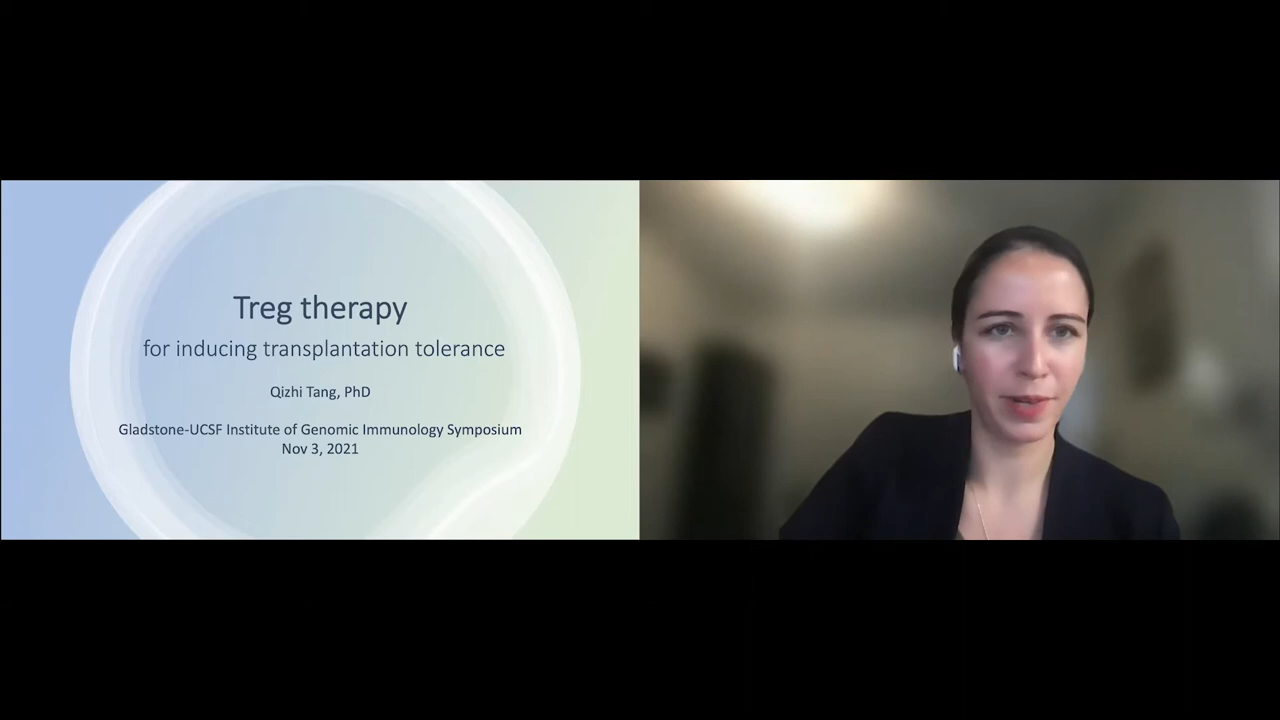 Treg therapy
for inducing transplantation tolerance
Qizhi Tang, PhD
Gladstone-UCSF Institute of Genomic Immunology Symposium
Nov 3, 2021